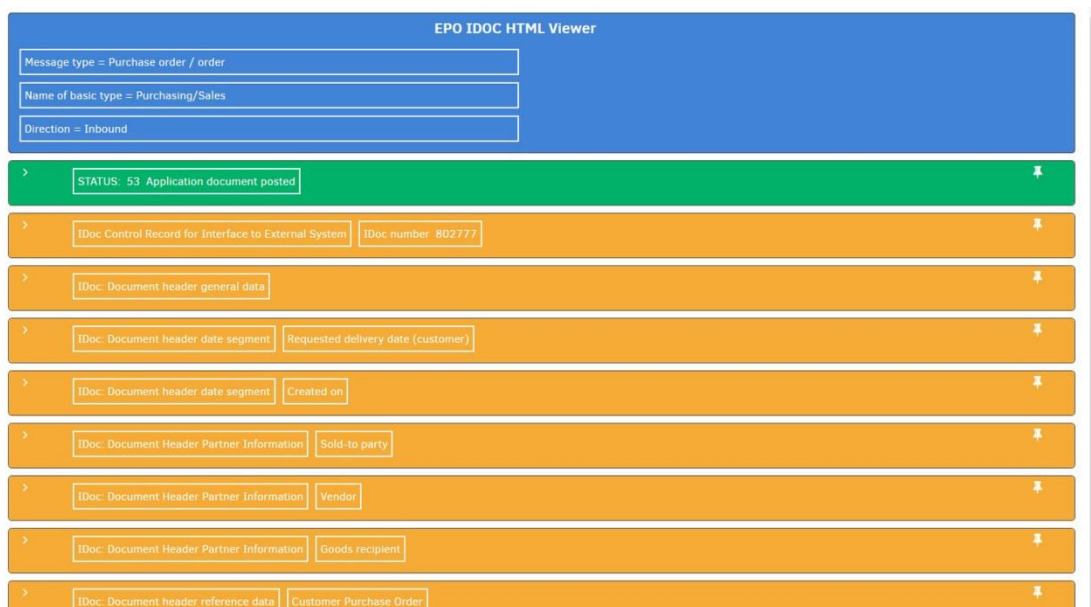 EPO IDOC HTML Viewer
Message type = Purchase order / order
Name of basic type = Purchasing/Sales
Direction = Inbound
STATUS: 53 Application document posted
IDoc Control Record for Interface to External System IDoc number 802777
IDoc: Document header general data
IDoc: Document header date segment Requested delivery date (customer)
IDoc: Document header date segment Created on
IDoc: Document Header Partner Information Sold-to party
IDoc: Document Header Partner Information Vendor
IDoc: Document Header Partner Information Goods recipient
IDoc: Document header reference data Customer Purchase Order